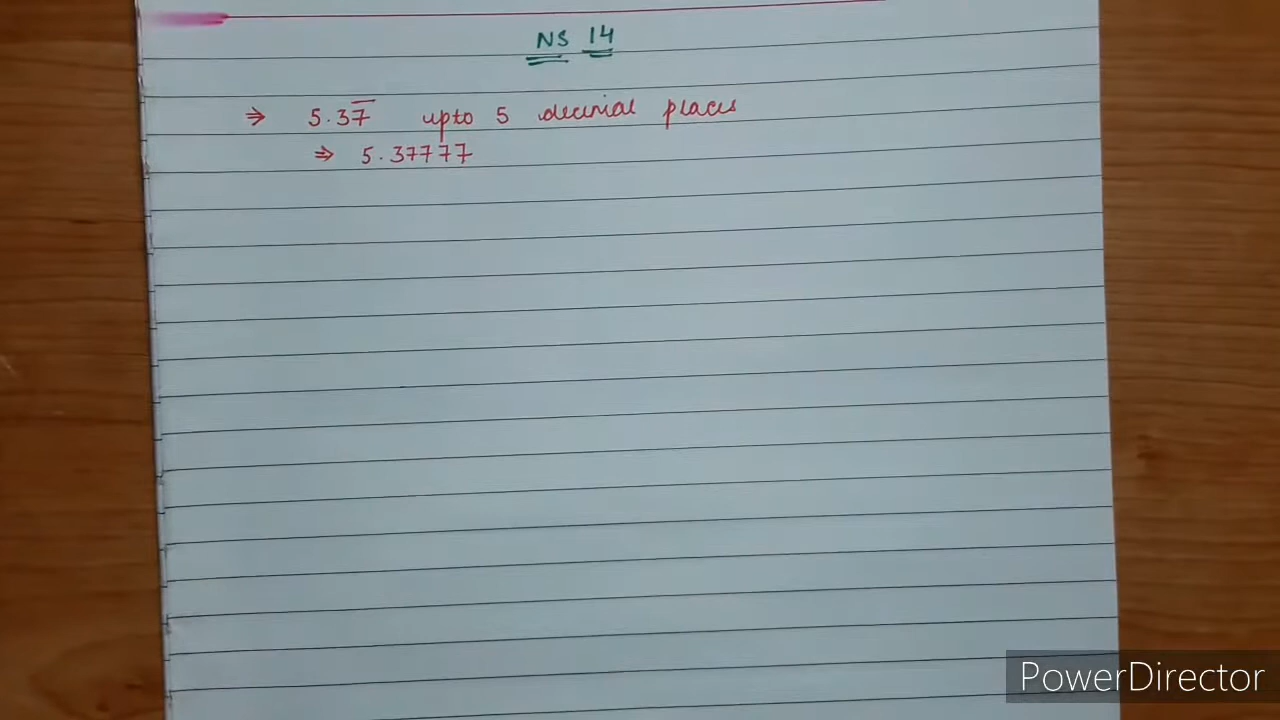 NS 14
⇒ 5.37̅ upto 5 decimal places
⇒ 5.37777
PowerDirector